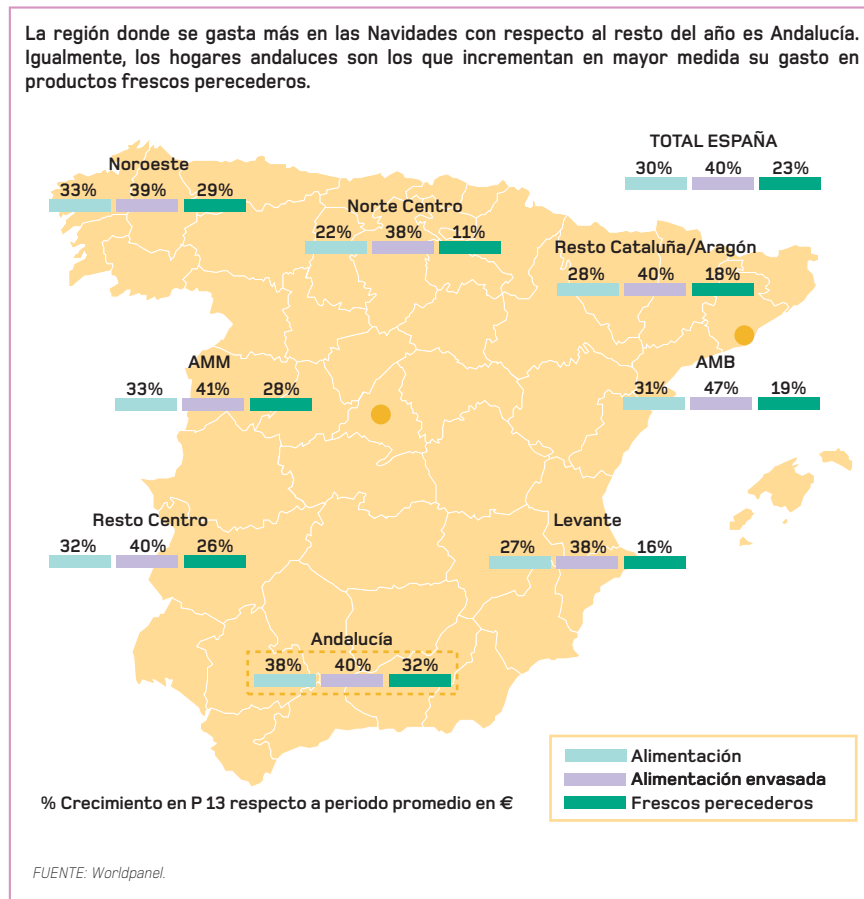 La región donde se gasta más en las Navidades con respecto al resto del año es Andalucía.
Igualmente, los hogares andaluces son los que incrementan en mayor medida su gasto en
productos frescos perecederos.
TOTAL ESPAÑA
30% 40% 23%
Noroeste
33% 39% 29%
Norte Centro
22% 38% 11%
Resto Cataluña/Aragón
28% 40% 18%
AMM
33% 41% 28%
AMB
31% 47% 19%
Resto Centro
32% 40% 26%
Levante
27% 38% 16%
Andalucía
38% 40% 32%
Alimentación
Alimentación envasada
Frescos perecederos
% Crecimiento en P 13 respecto a periodo promedio en €
FUENTE: Worldpanel.